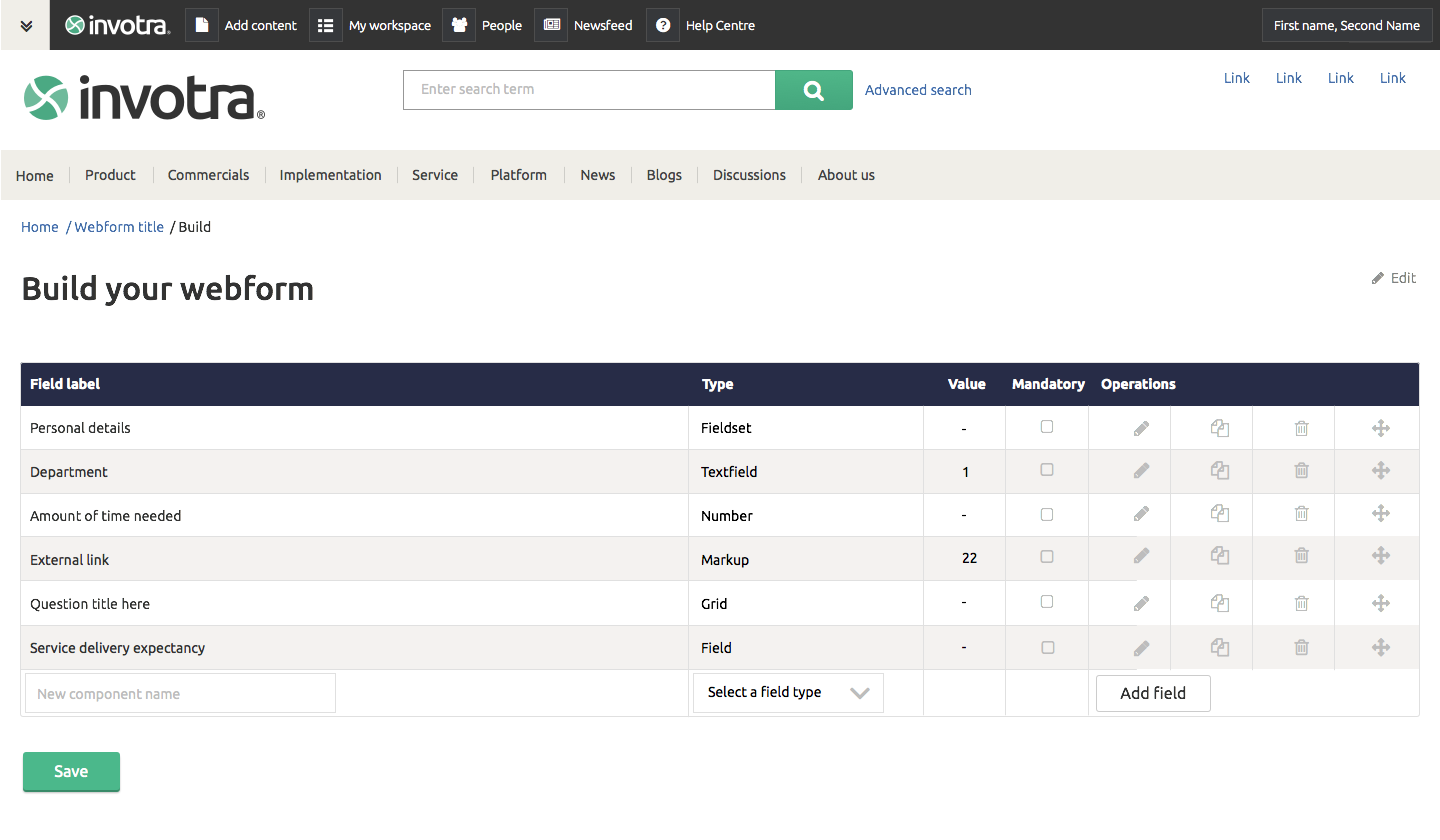 invotra® Add content My workspace People Newsfeed ? Help Centre First name, Second Name
invotra® Enter search term Advanced search Link Link Link Link
Home Product Commercials Implementation Service Platform News Blogs Discussions About us
Home / Webform title / Build
Build your webform Edit
Field label Type Value Mandatory Operations
Personal details Fieldset -
Department Textfield 1
Amount of time needed Number -
External link Markup 22
Question title here Grid -
Service delivery expectancy Field -
New component name Select a field type Add field
Save